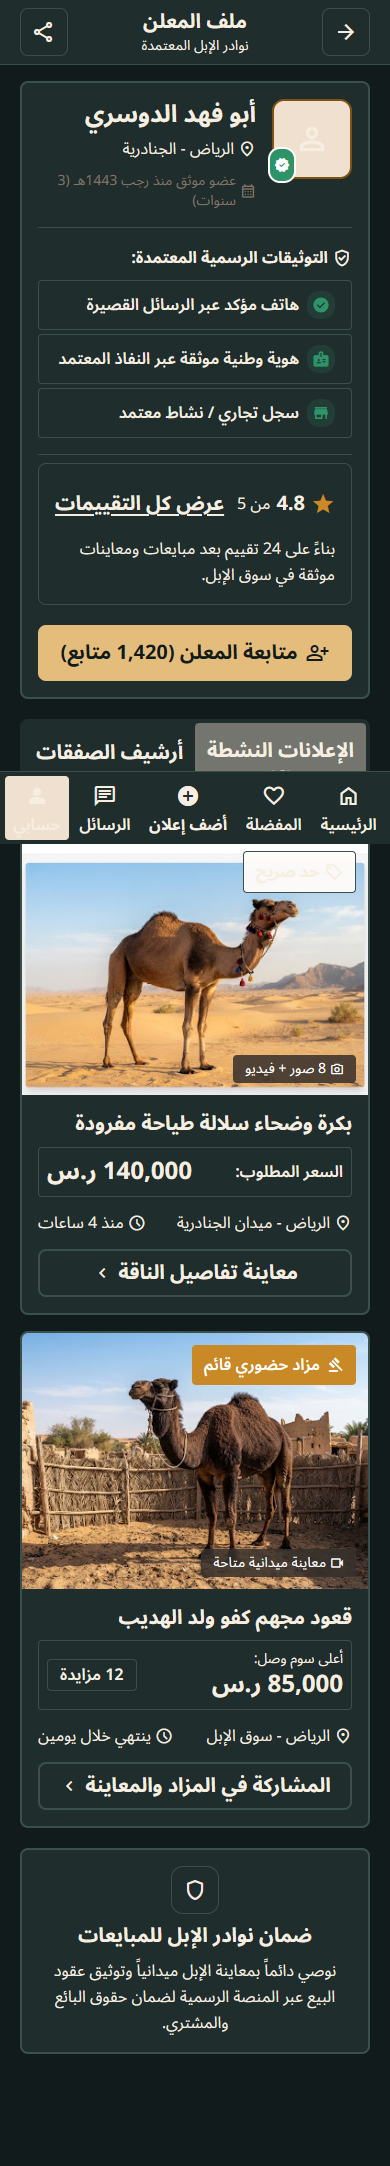 ملف المعلن
نوادر الإبل المعتمدة
أبو فهد الدوسري
الرياض - الجنادرية
عضو موثق منذ رجب 1443هـ (3
سنوات)
التوثيقات الرسمية المعتمدة:
هاتف مؤكد عبر الرسائل القصيرة
هوية وطنية موثقة عبر النفاذ المعتمد
سجل تجاري / نشاط معتمد
4.8 من 5 عرض كل التقييمات
بناءً على 24 تقييم بعد مبايعات ومعاينات
موثقة في سوق الإبل.
متابعة المعلن (1,420 متابع)
الإعلانات النشطة
أرشيف الصفقات
الرئيسية
المفضلة
أضف إعلان
الرسائل
حسابي
حد صريح
8 صور + فيديو
بكرة وضحاء سلالة طياحة مفرودة
السعر المطلوب: 140,000 ر.س
الرياض - ميدان الجنادرية
منذ 4 ساعات
معاينة تفاصيل الناقة
مزاد حضوري قائم
معاينة ميدانية متاحة
قعود مجهم كفو ولد الهديب
أعلى سوم وصل:
85,000 ر.س
12 مزايدة
الرياض - سوق الإبل
ينتهي خلال يومين
المشاركة في المزاد والمعاينة
ضمان نوادر الإبل للمبايعات
نوصي دائماً بمعاينة الإبل ميدانياً وتوثيق عقود
البيع عبر المنصة الرسمية لضمان حقوق البائع
والمشتري.